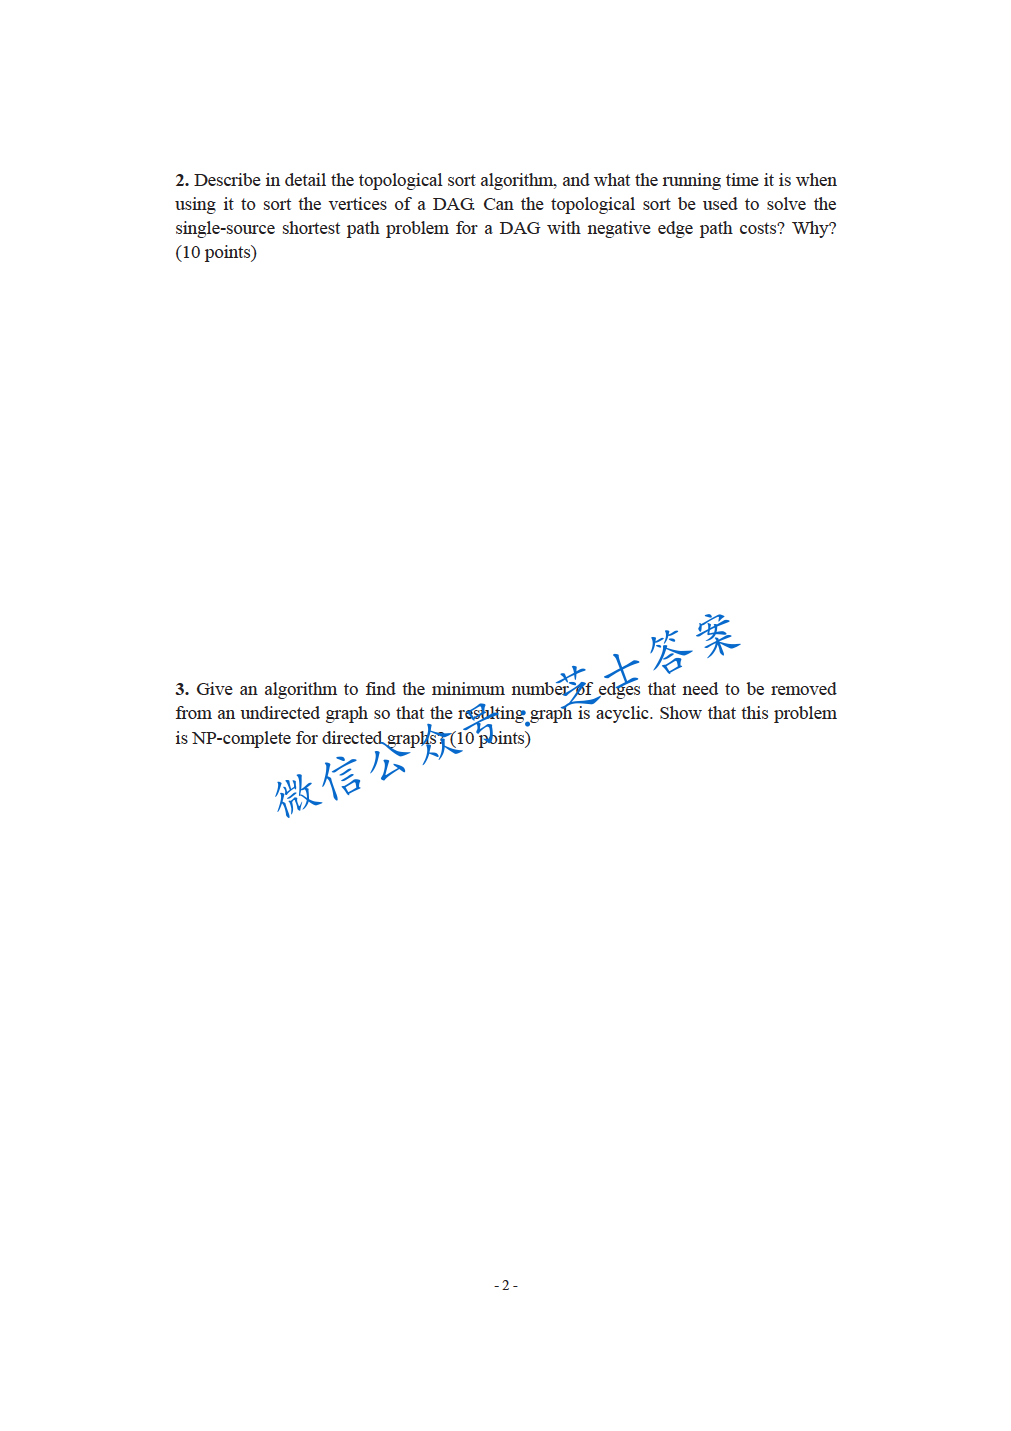 2. Describe in detail the topological sort algorithm, and what the running time it is when
using it to sort the vertices of a DAG. Can the topological sort be used to solve the
single-source shortest path problem for a DAG with negative edge path costs? Why?
(10 points)
3. Give an algorithm to find the minimum number of edges that need to be removed
from an undirected graph so that the resulting graph is acyclic. Show that this problem
is NP-complete for directed graphs? (10 points)
微信公众号：芝士答案
- 2 -